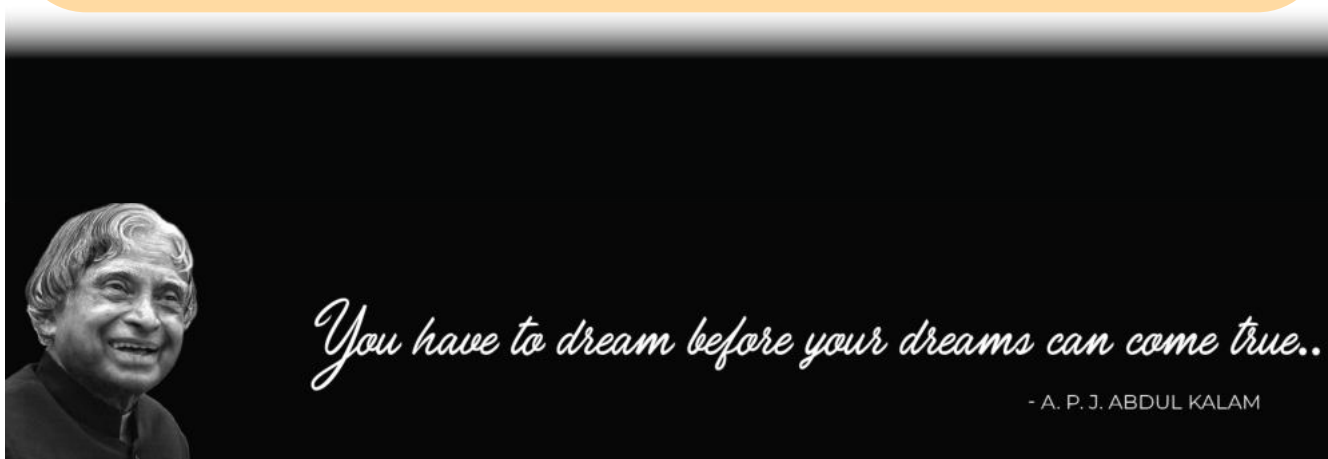 You have to dream before your dreams can come true..
- A. P. J. ABDUL KALAM